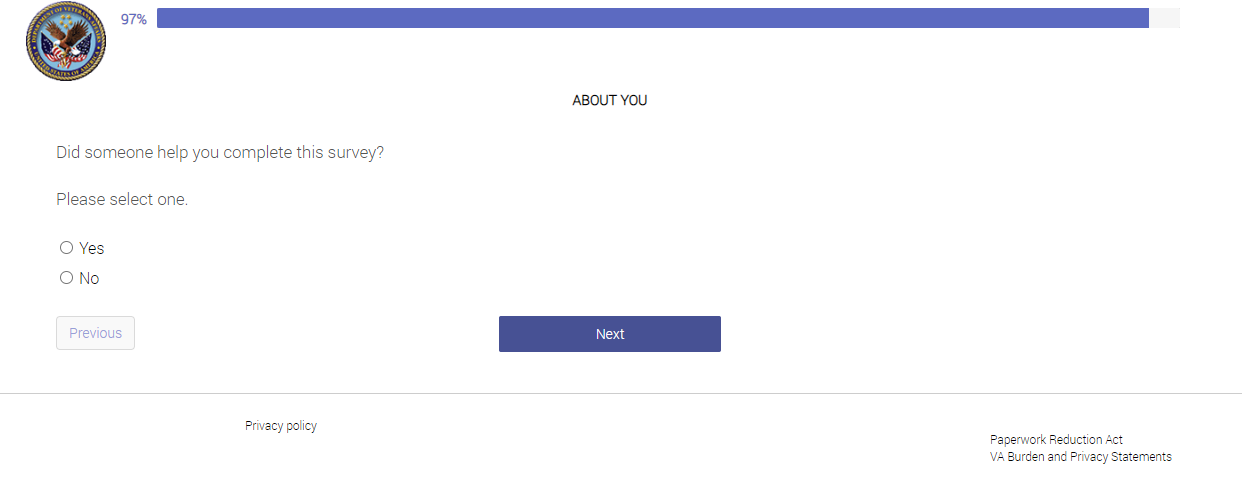 97%
ABOUT YOU
Did someone help you complete this survey?
Please select one.
Yes
No
Previous
Next
Privacy policy
Paperwork Reduction Act
VA Burden and Privacy Statements